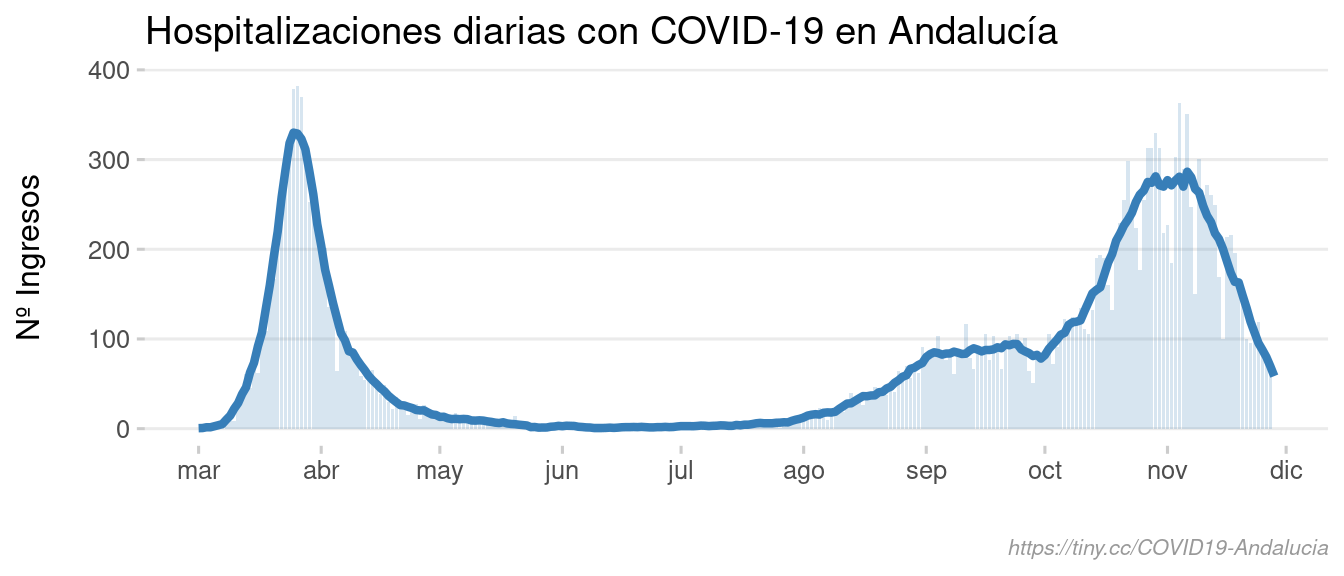 Hospitalizaciones diarias con COVID-19 en Andalucía
Nº Ingresos
400
300
200
100
0
mar abr may jun jul ago sep oct nov dic
https://tiny.cc/COVID19-Andalucia